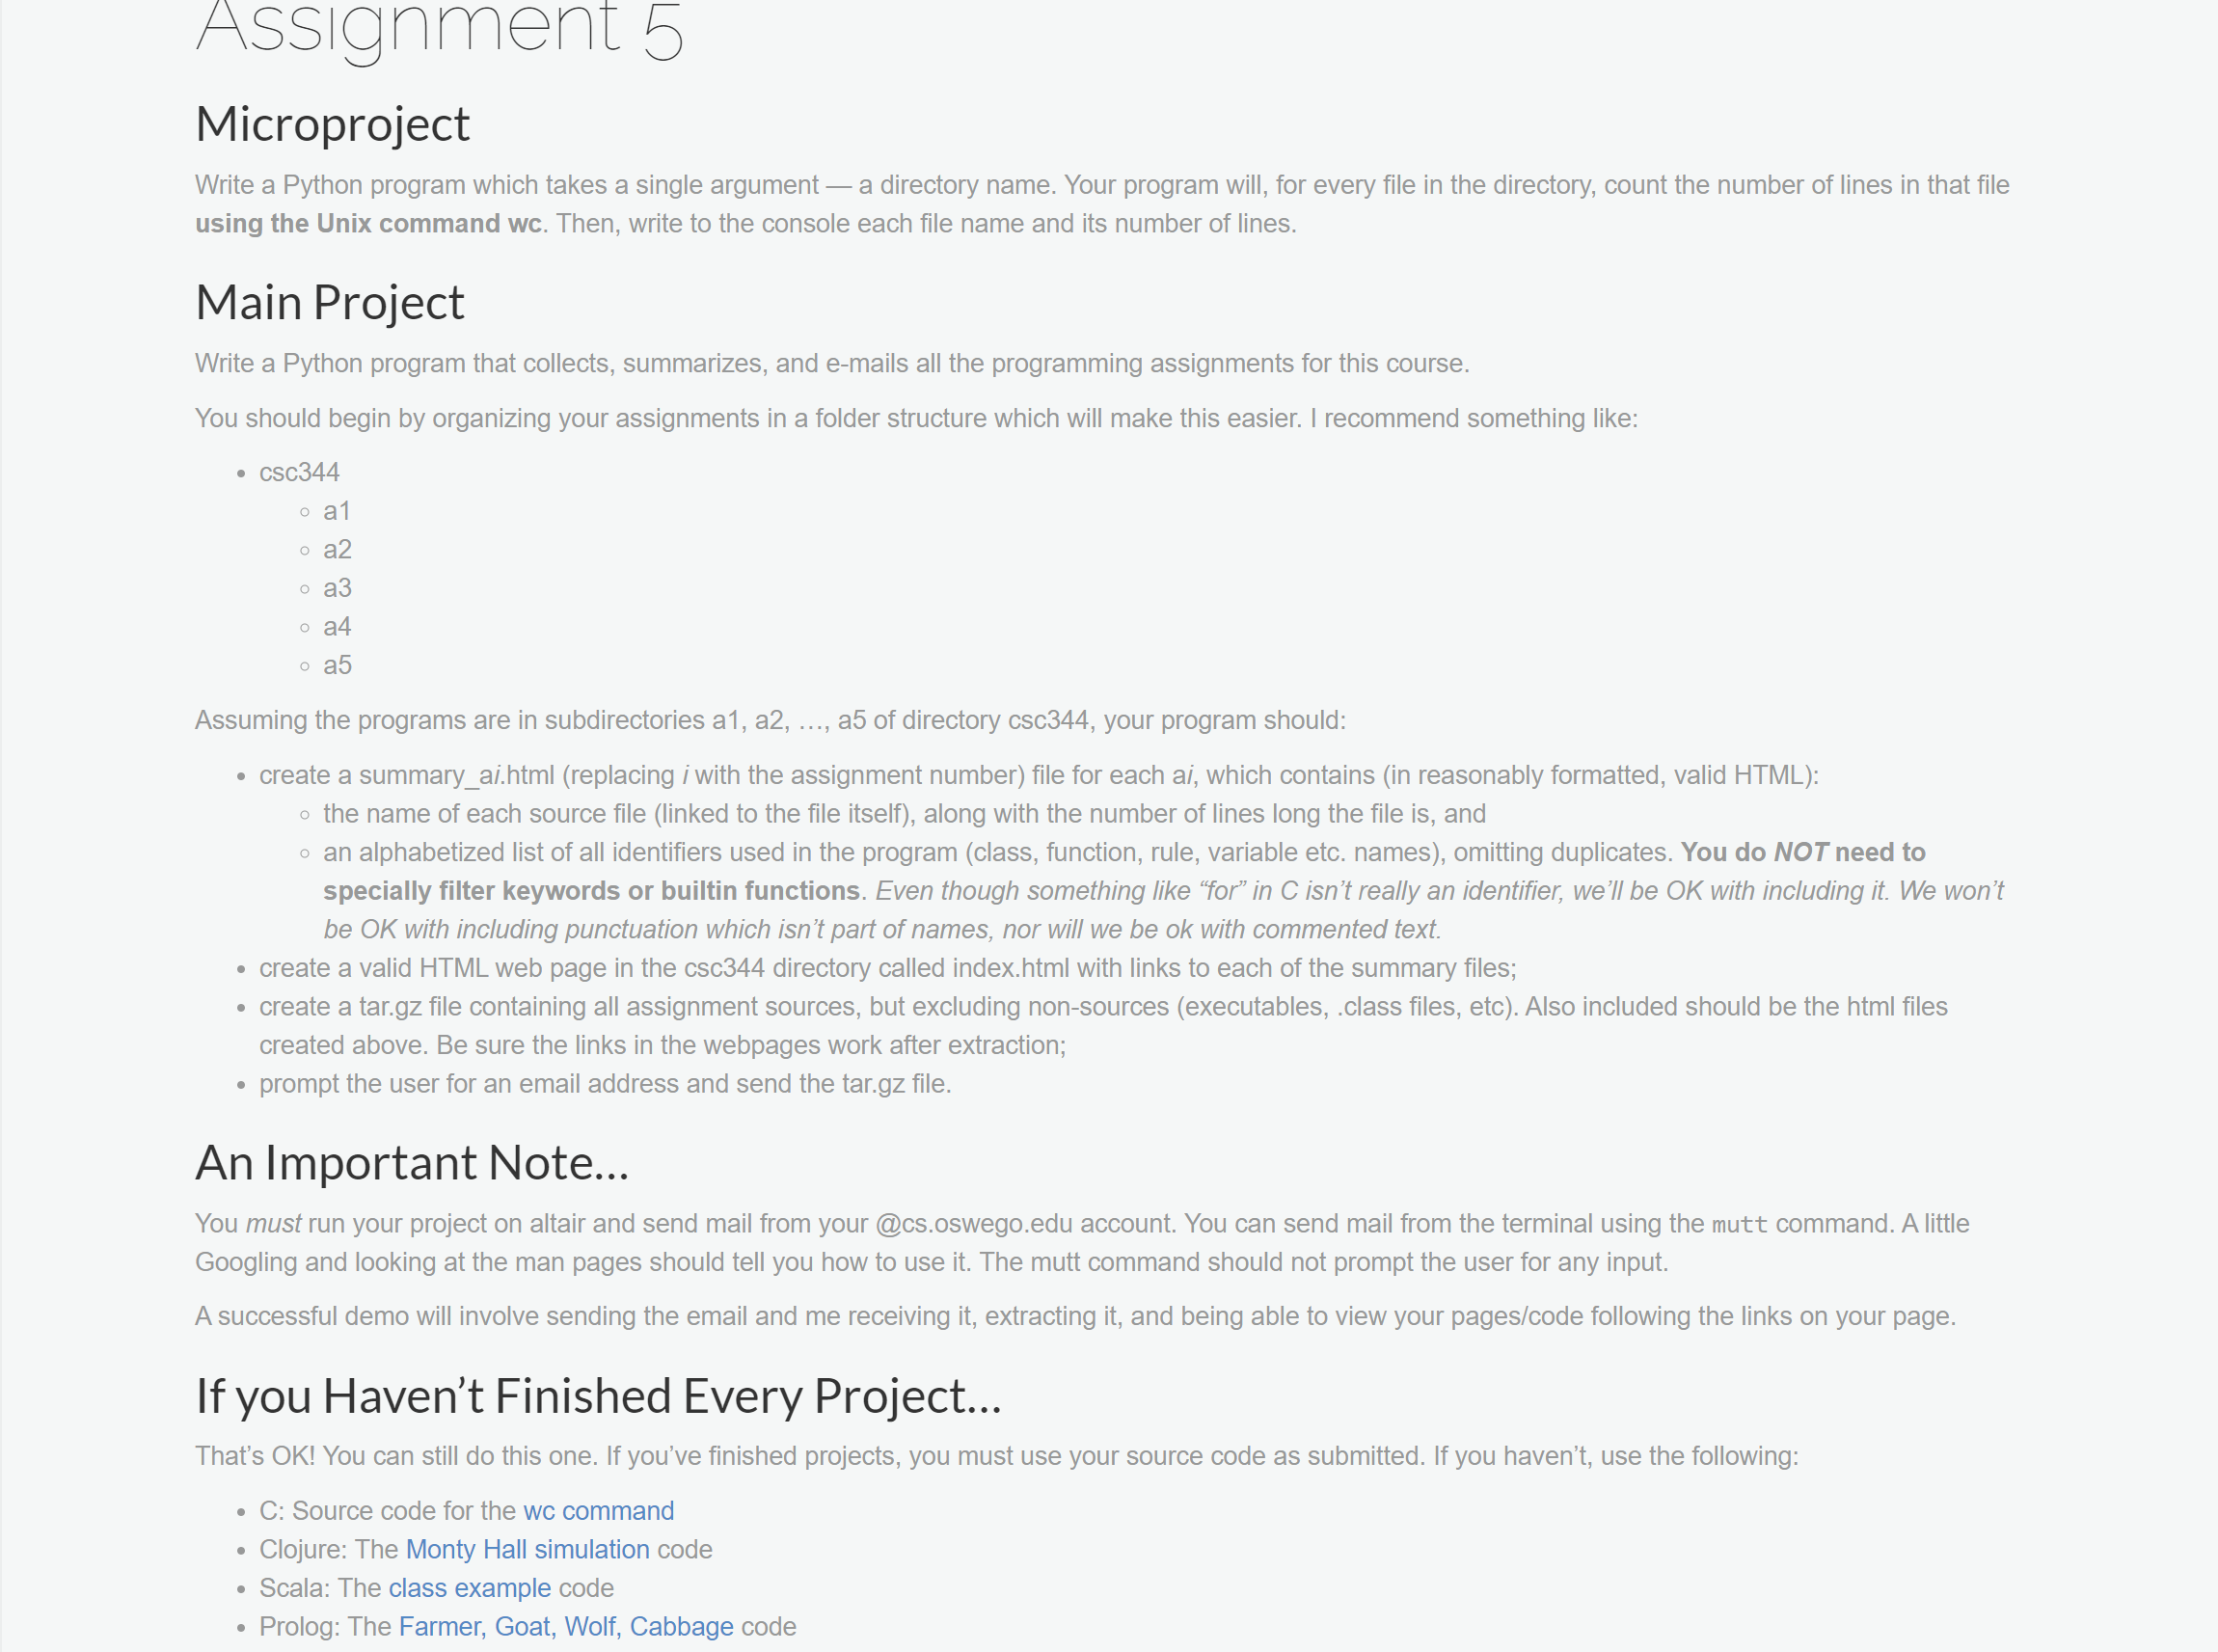 Assignment 5
Microproject
Write a Python program which takes a single argument — a directory name. Your program will, for every file in the directory, count the number of lines in that file
using the Unix command wc. Then, write to the console each file name and its number of lines.
Main Project
Write a Python program that collects, summarizes, and e-mails all the programming assignments for this course.
You should begin by organizing your assignments in a folder structure which will make this easier. I recommend something like:
• csc344
◦ a1
◦ a2
◦ a3
◦ a4
◦ a5
Assuming the programs are in subdirectories a1, a2, …, a5 of directory csc344, your program should:
• create a summary_ai.html (replacing i with the assignment number) file for each ai, which contains (in reasonably formatted, valid HTML):
◦ the name of each source file (linked to the file itself), along with the number of lines long the file is, and
◦ an alphabetized list of all identifiers used in the program (class, function, rule, variable etc. names), omitting duplicates. You do NOT need to
specially filter keywords or builtin functions. Even though something like “for” in C isn’t really an identifier, we’ll be OK with including it. We won’t
be OK with including punctuation which isn’t part of names, nor will we be ok with commented text.
• create a valid HTML web page in the csc344 directory called index.html with links to each of the summary files;
• create a tar.gz file containing all assignment sources, but excluding non-sources (executables, .class files, etc). Also included should be the html files
created above. Be sure the links in the webpages work after extraction;
• prompt the user for an email address and send the tar.gz file.
An Important Note…
You must run your project on altair and send mail from your @cs.oswego.edu account. You can send mail from the terminal using the mutt command. A little
Googling and looking at the man pages should tell you how to use it. The mutt command should not prompt the user for any input.
A successful demo will involve sending the email and me receiving it, extracting it, and being able to view your pages/code following the links on your page.
If you Haven’t Finished Every Project…
That’s OK! You can still do this one. If you’ve finished projects, you must use your source code as submitted. If you haven’t, use the following:
• C: Source code for the wc command
• Clojure: The Monty Hall simulation code
• Scala: The class example code
• Prolog: The Farmer, Goat, Wolf, Cabbage code